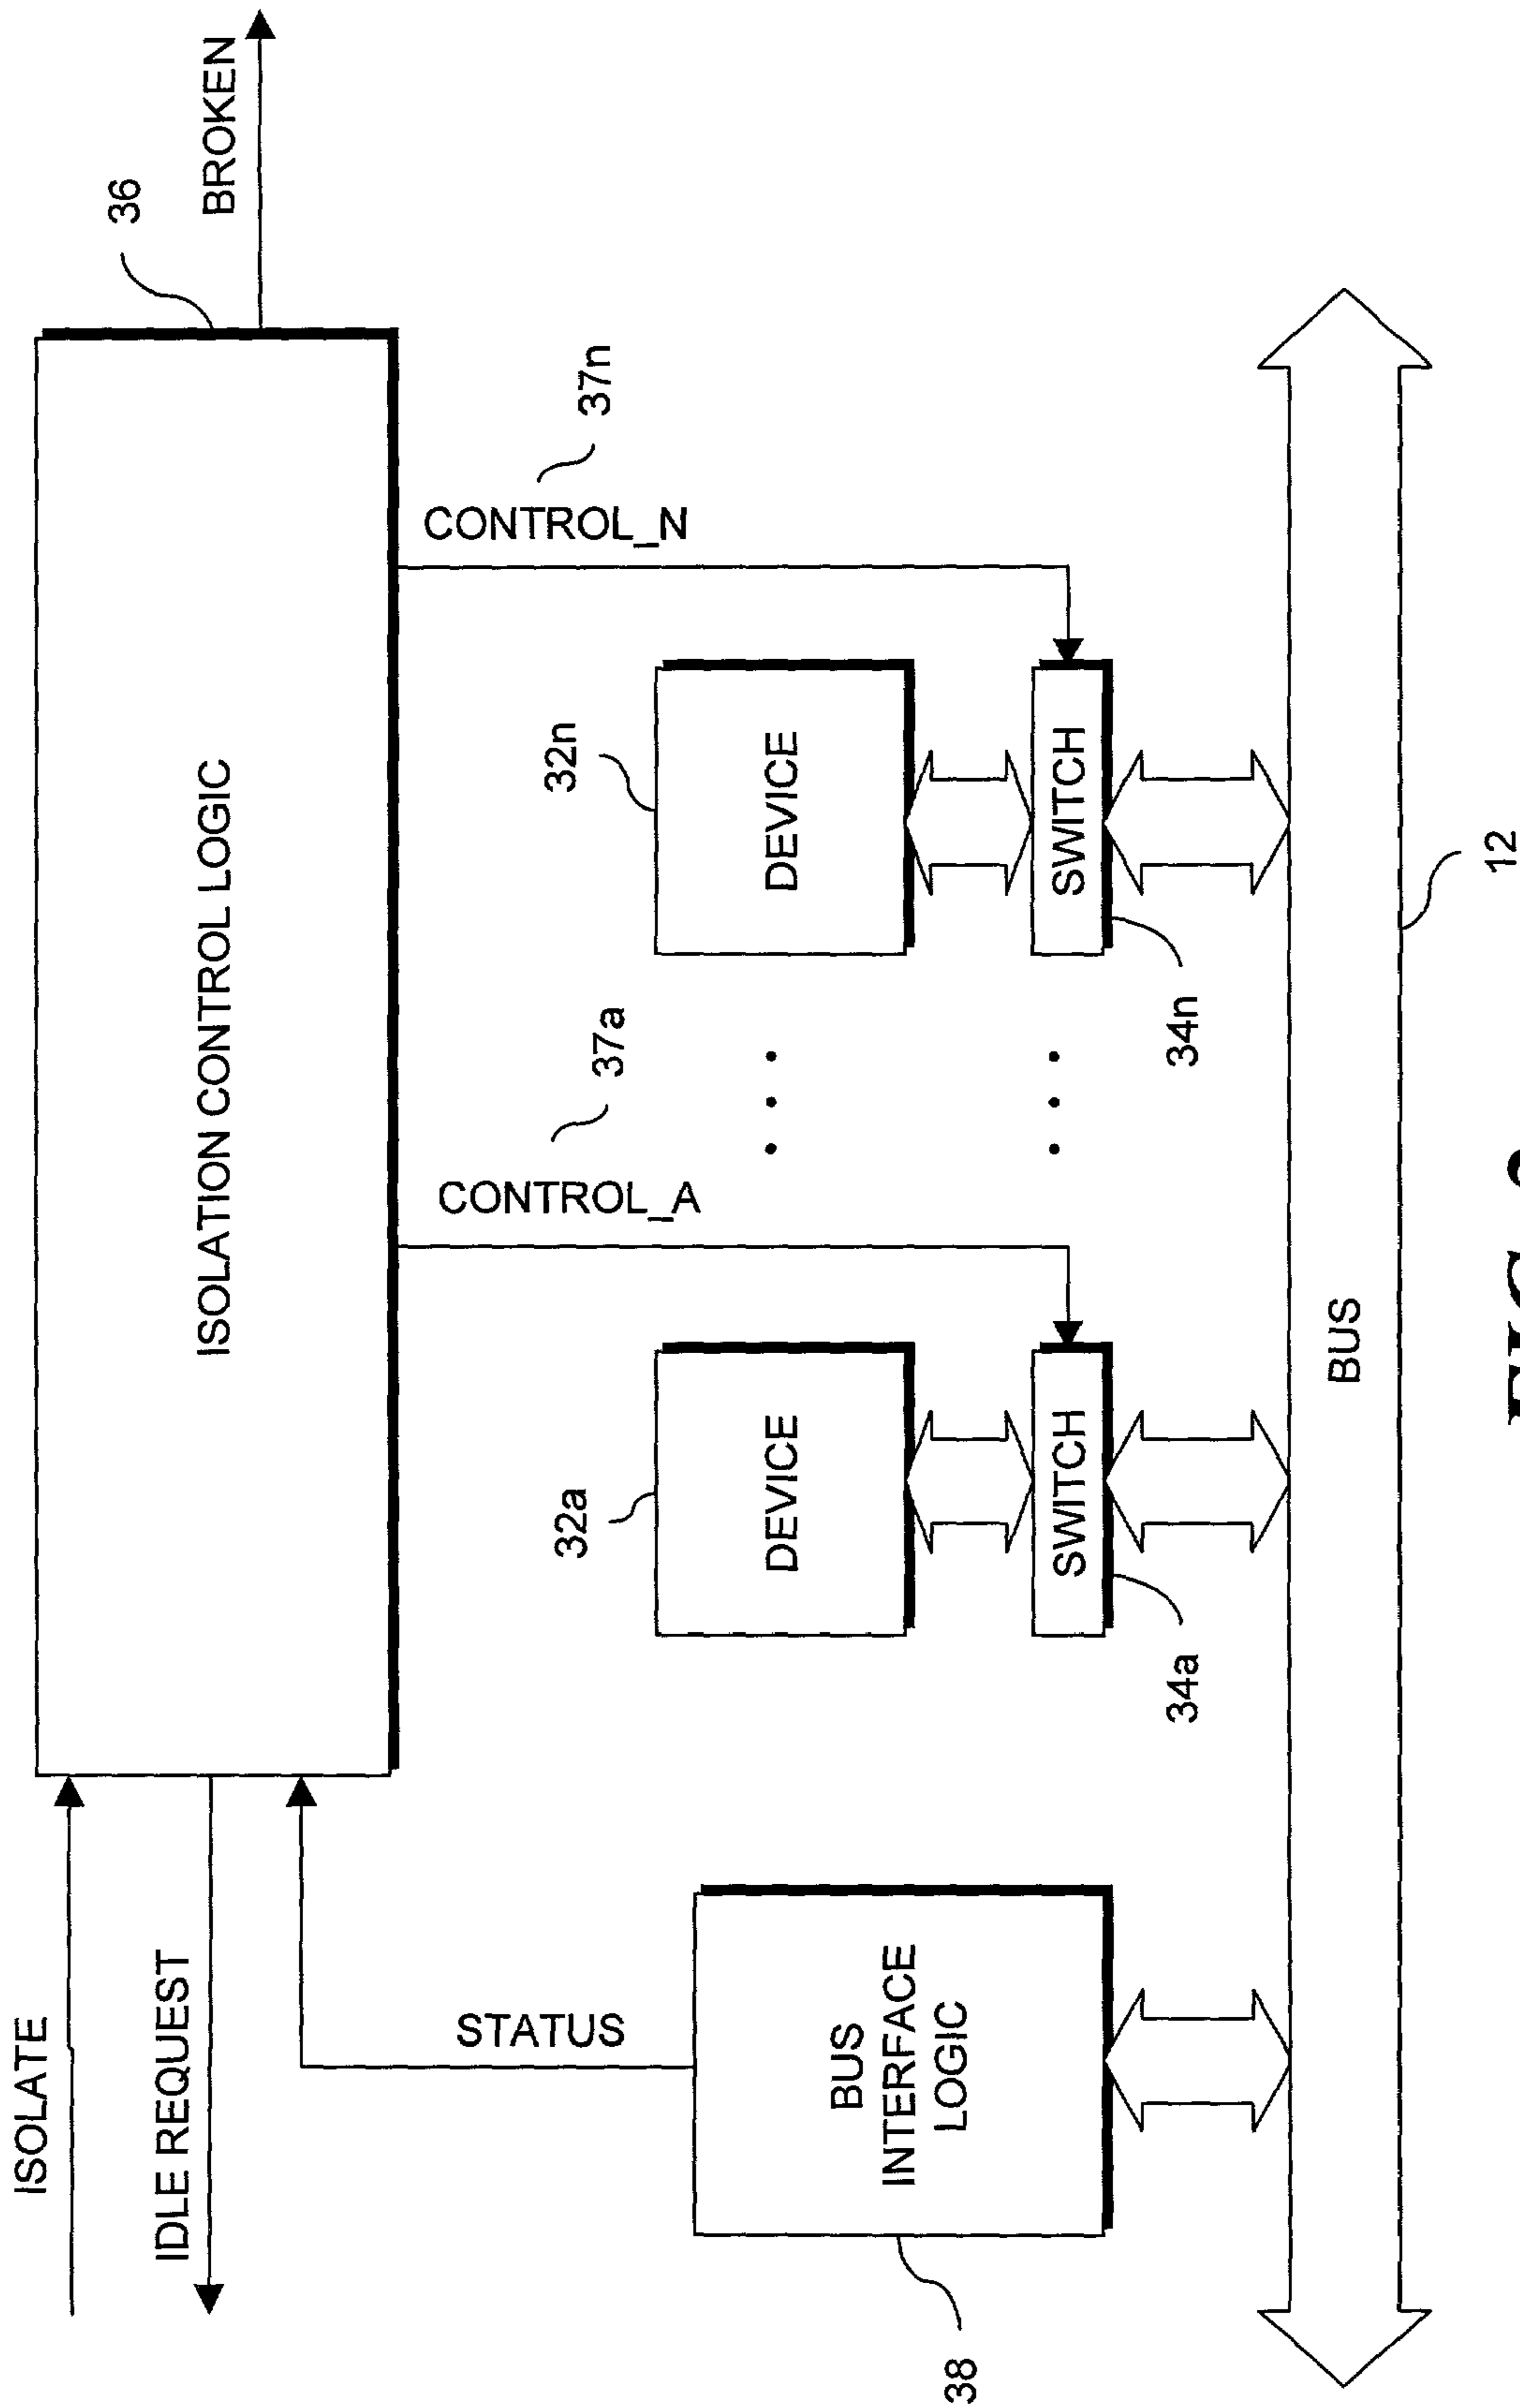 ISOLATE
IDLE REQUEST
ISOLATION CONTROL LOGIC
36
BROKEN
STATUS
CONTROL_A
37a
CONTROL_N
37n
38
BUS
INTERFACE
LOGIC
32a
DEVICE
SWITCH
34a
32n
DEVICE
SWITCH
34n
BUS
12